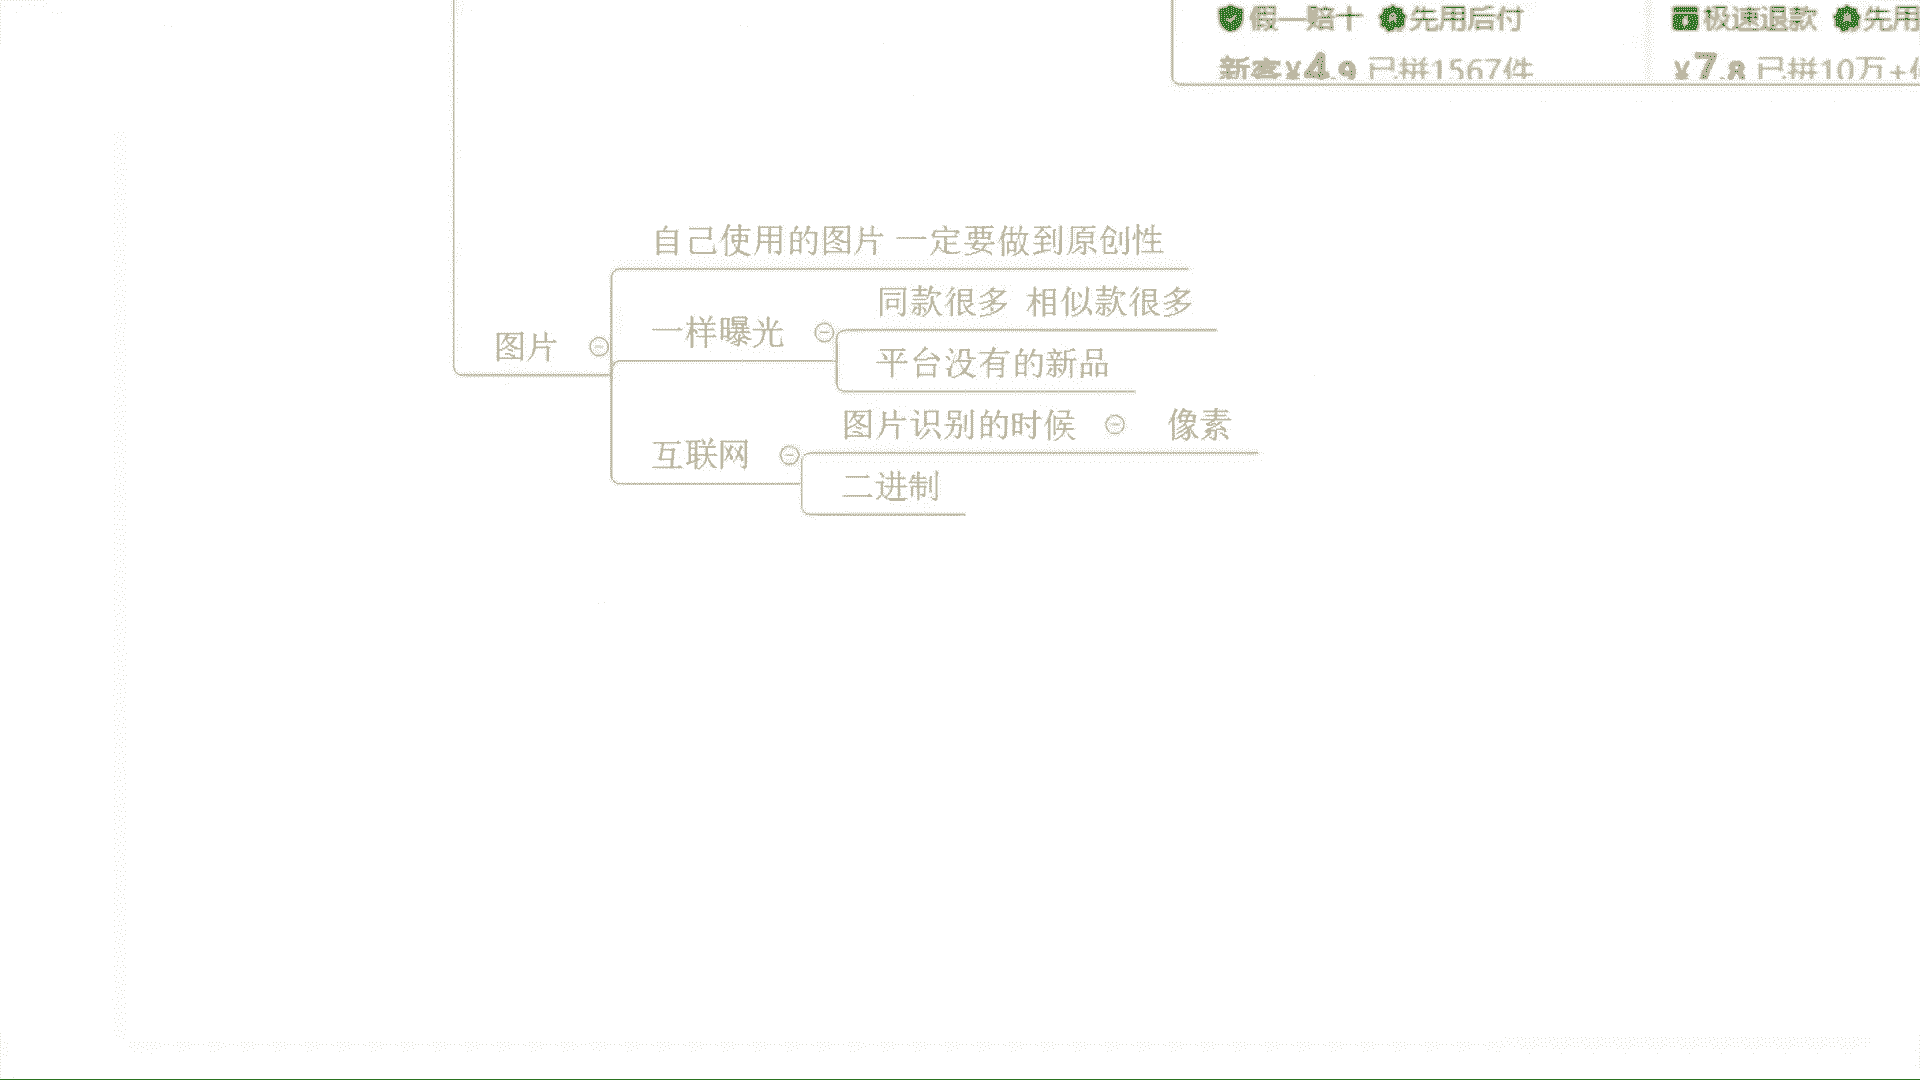 假一赔十 先用后付 极速退款 先用
新客¥4.9 已拼1567件 ¥7.8 已拼10万+
自己使用的图片 一定要做到原创性
同款很多 相似款很多
一样曝光
图片
平台没有的新品
图片识别的时候 像素
互联网
二进制